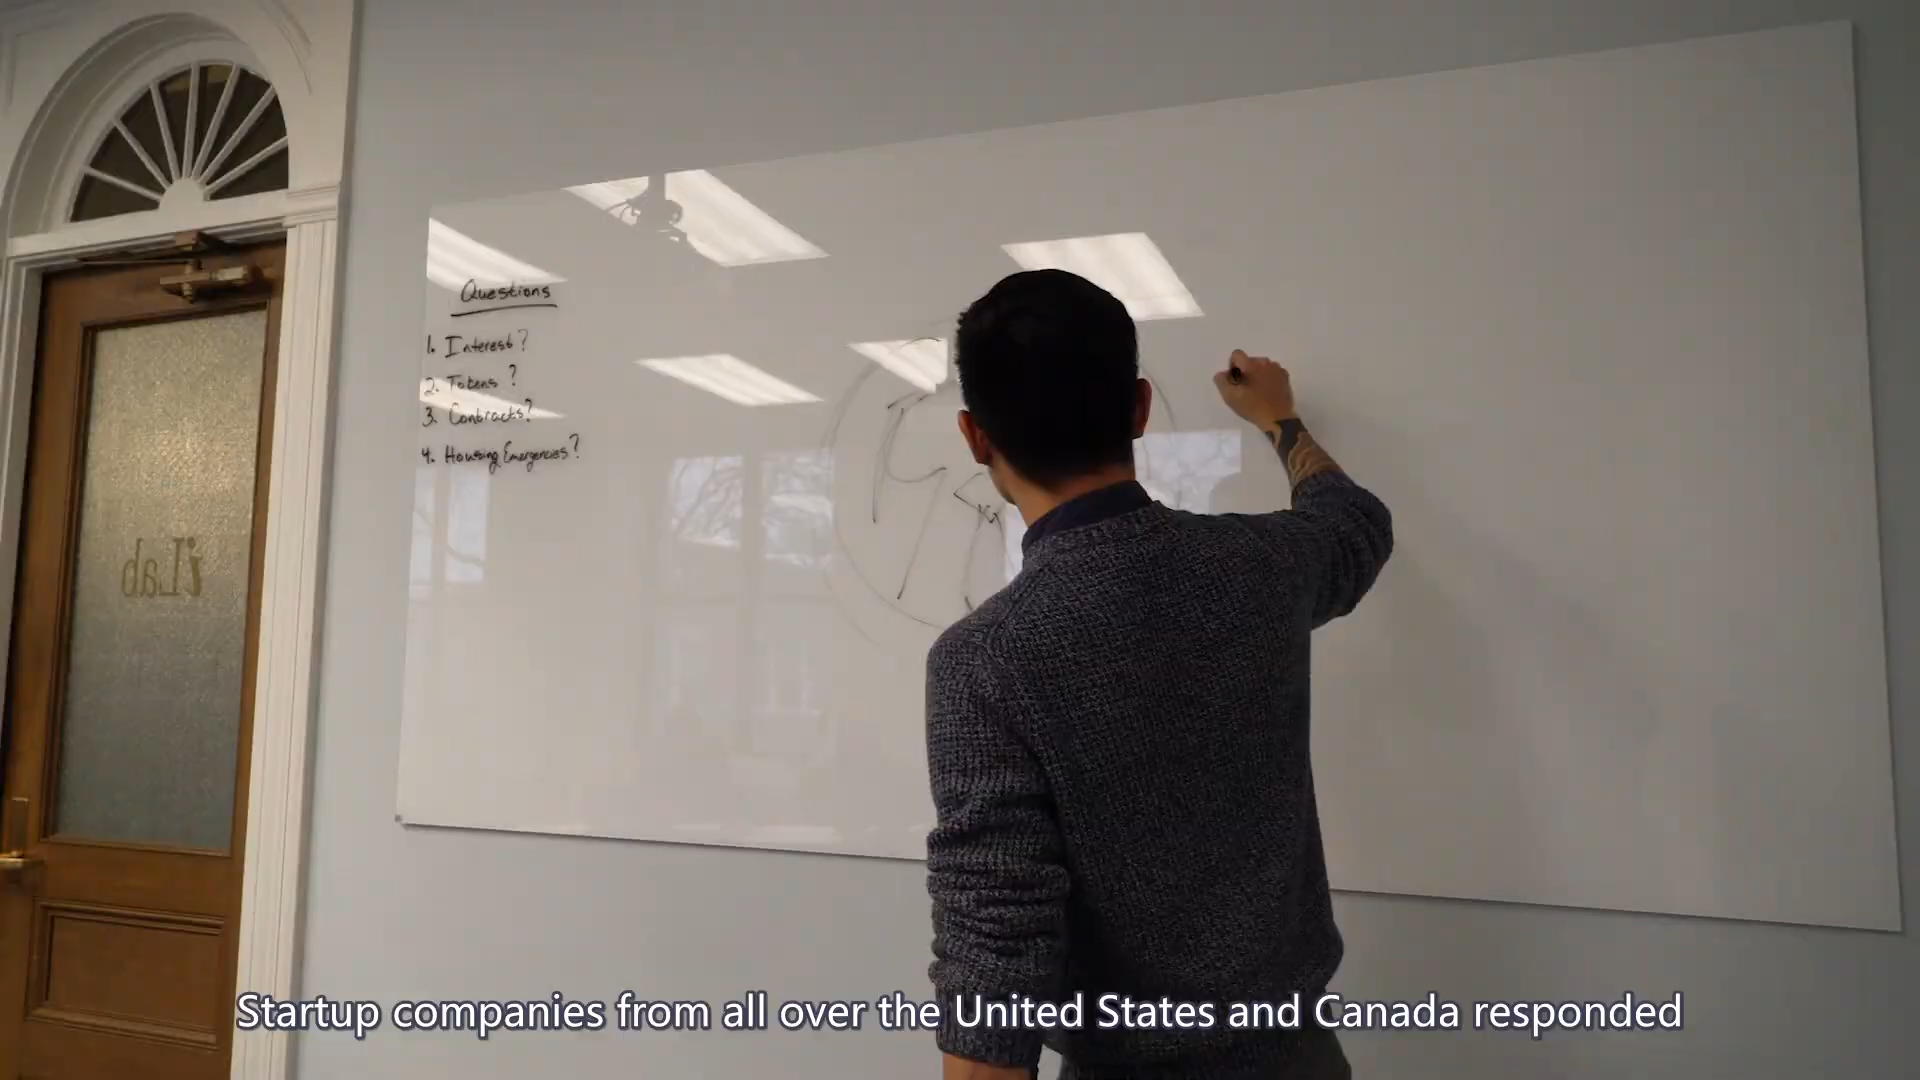 Questions
1. Interest?
2. Tokens?
3. Contracts?
4. Housing Emergencies?
iLab
Startup companies from all over the United States and Canada responded